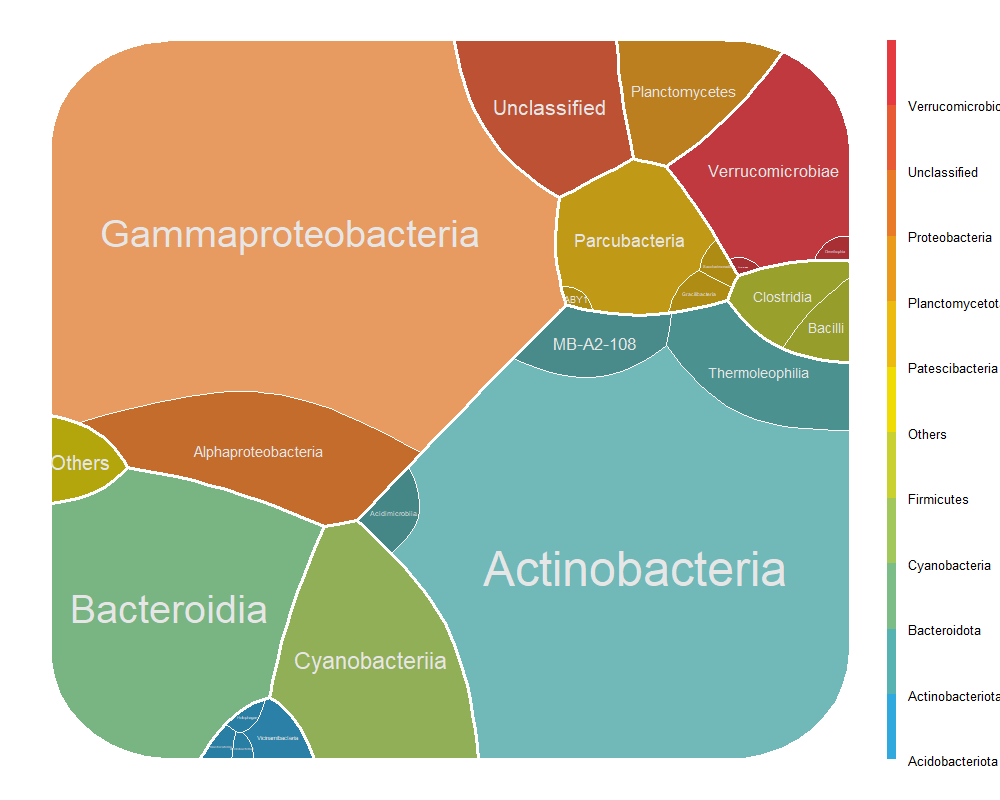 Planctomycetes
Unclassified
Verrucomicrobiae
Gammaproteobacteria
Parcubacteria
Clostridia
ABY1
Gracilibacteria
Bacilli
MB-A2-108
Thermoleophilia
Alphaproteobacteria
Others
Acidimicrobiia
Actinobacteria
Bacteroidia
Cyanobacteriia
Vicinamibacteria
Verrucomicrobio
Unclassified
Proteobacteria
Planctomycetot
Patescibacteria
Others
Firmicutes
Cyanobacteria
Bacteroidota
Actinobacteriota
Acidobacteriota